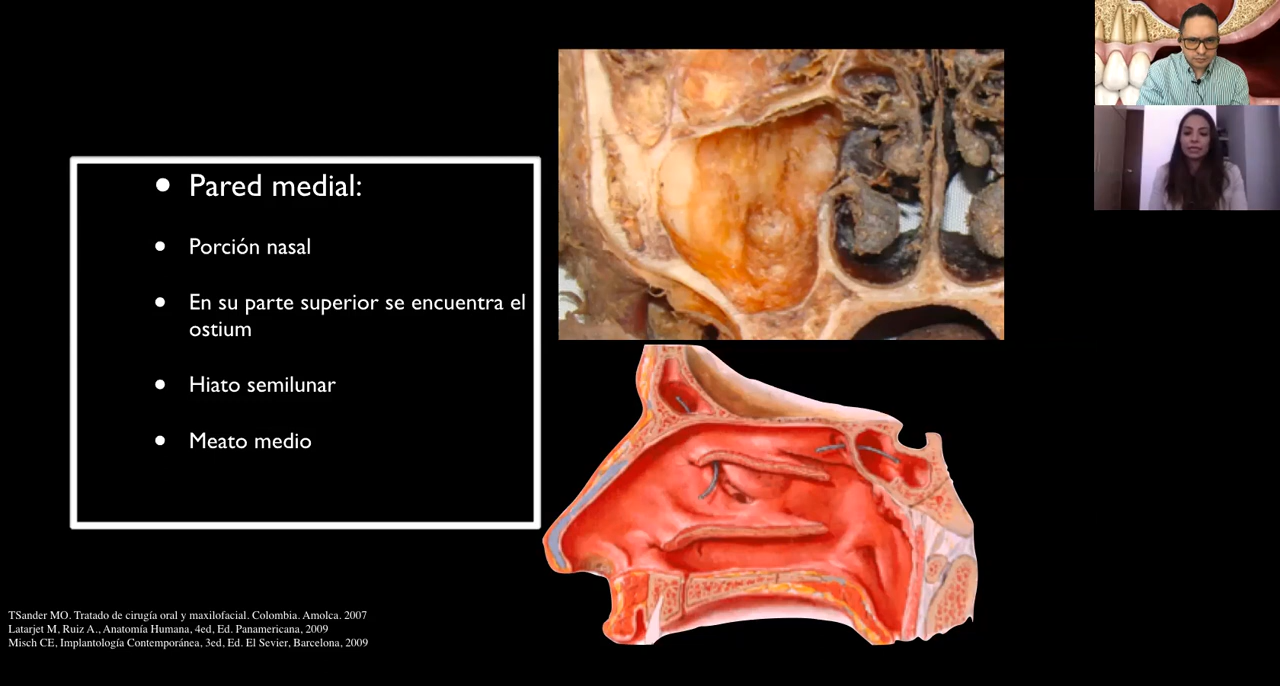 Pared medial:
Porción nasal
En su parte superior se encuentra el
ostium
Hiato semilunar
Meato medio
TSander MO. Tratado de cirugía oral y maxilofacial. Colombia. Amolca. 2007
Latarjet M, Ruiz A., Anatomía Humana, 4ed, Ed. Panamericana, 2009
Misch CE, Implantología Contemporánea, 3ed, Ed. El Sevier, Barcelona, 2009